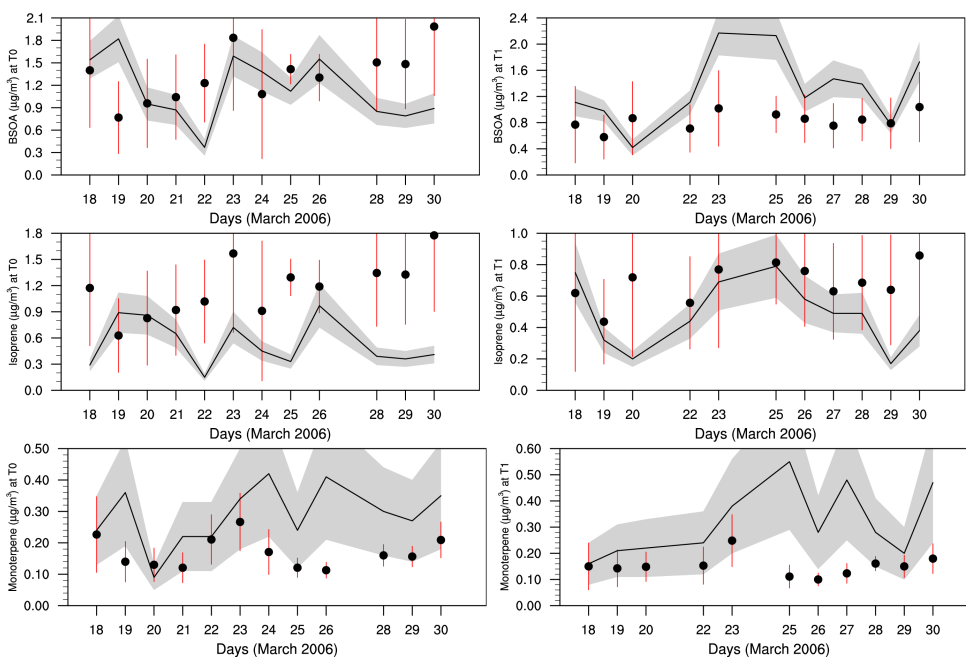 BSOA (μg/m³) at T0
2.1
1.8
1.5
1.2
0.9
0.6
0.3
0.0
18 19 20 21 22 23 24 25 26 28 29 30
Days (March 2006)
BSOA (μg/m³) at T1
2.4
2.0
1.6
1.2
0.8
0.4
0.0
18 19 20 22 23 25 26 27 28 29 30
Days (March 2006)
Isoprene (μg/m³) at T0
1.8
1.5
1.2
0.9
0.6
0.3
0.0
18 19 20 21 22 23 24 25 26 28 29 30
Days (March 2006)
Isoprene (μg/m³) at T1
1.0
0.8
0.6
0.4
0.2
0.0
18 19 20 22 23 25 26 27 28 29 30
Days (March 2006)
Monoterpene (μg/m³) at T0
0.50
0.40
0.30
0.20
0.10
0.00
18 19 20 21 22 23 24 25 26 28 29 30
Days (March 2006)
Monoterpene (μg/m³) at T1
0.60
0.50
0.40
0.30
0.20
0.10
0.00
18 19 20 22 23 25 26 27 28 29 30
Days (March 2006)